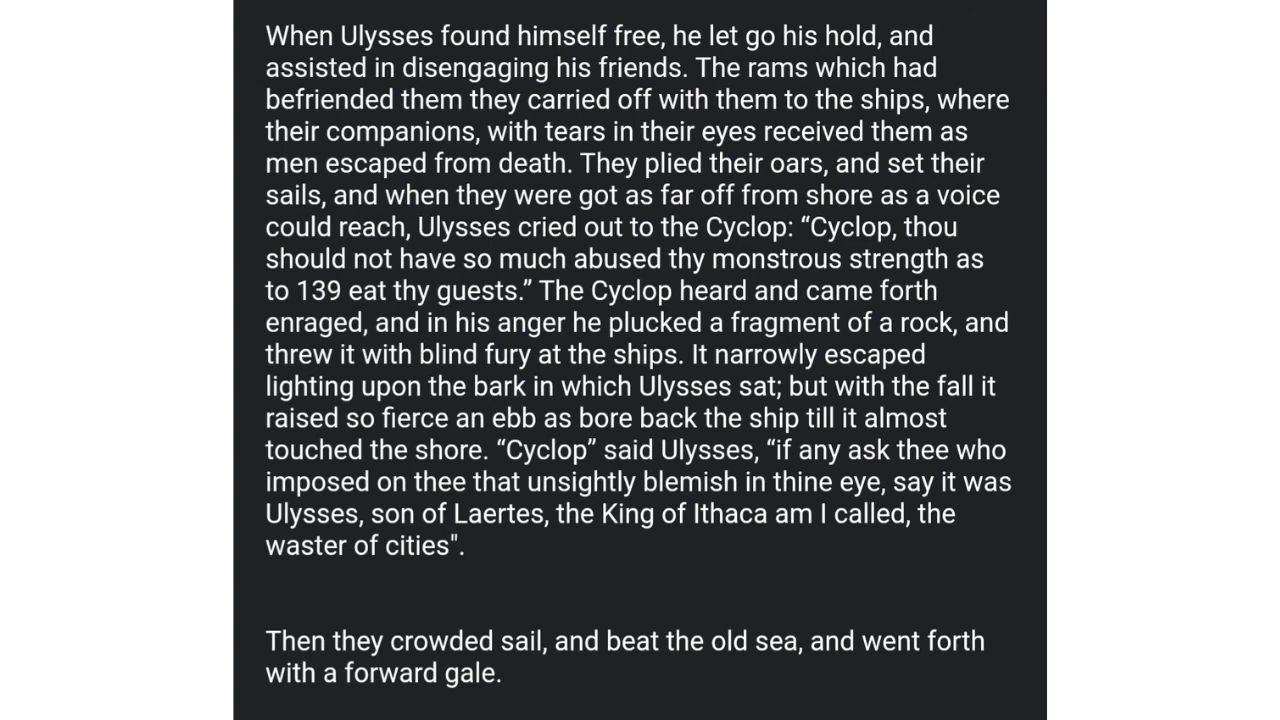 When Ulysses found himself free, he let go his hold, and
assisted in disengaging his friends. The rams which had
befriended them they carried off with them to the ships, where
their companions, with tears in their eyes received them as
men escaped from death. They plied their oars, and set their
sails, and when they were got as far off from shore as a voice
could reach, Ulysses cried out to the Cyclop: “Cyclop, thou
should not have so much abused thy monstrous strength as
to 139 eat thy guests.” The Cyclop heard and came forth
enraged, and in his anger he plucked a fragment of a rock, and
threw it with blind fury at the ships. It narrowly escaped
lighting upon the bark in which Ulysses sat; but with the fall it
raised so fierce an ebb as bore back the ship till it almost
touched the shore. “Cyclop” said Ulysses, “if any ask thee who
imposed on thee that unsightly blemish in thine eye, say it was
Ulysses, son of Laertes, the King of Ithaca am I called, the
waster of cities".
Then they crowded sail, and beat the old sea, and went forth
with a forward gale.